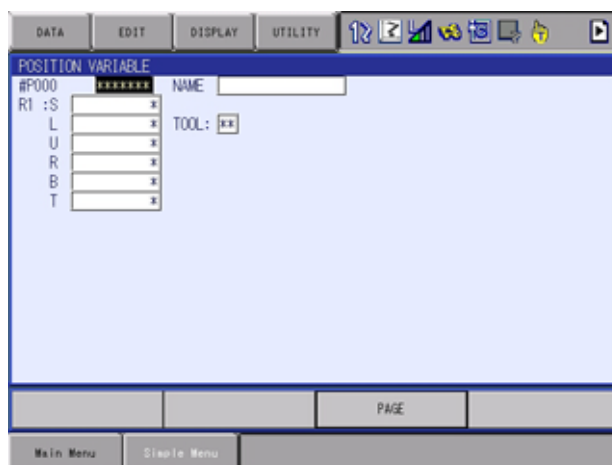 DATA EDIT DISPLAY UTILITY
POSITION VARIABLE
#P000 ******* NAME
R1 :S *
L * TOOL: **
U *
R *
B *
T *
PAGE
Main Menu Simple Menu